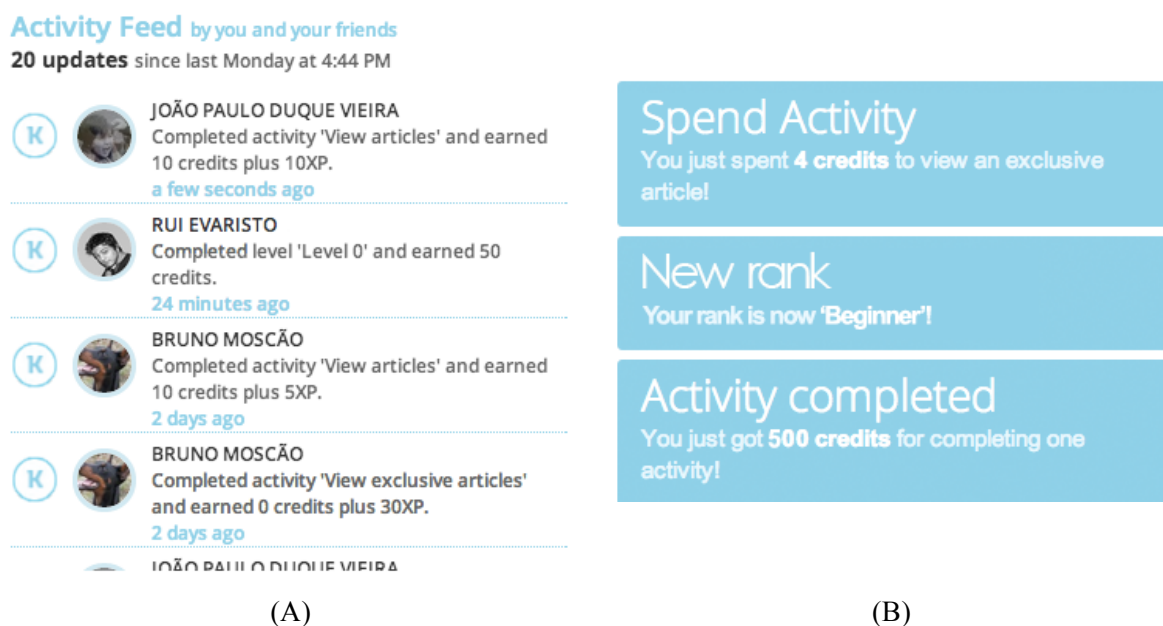 Activity Feed by you and your friends
20 updates since last Monday at 4:44 PM
K
JOÃO PAULO DUQUE VIEIRA
Completed activity 'View articles' and earned
10 credits plus 10XP.
a few seconds ago
K
RUI EVARISTO
Completed level 'Level 0' and earned 50
credits.
24 minutes ago
K
BRUNO MOSCÃO
Completed activity 'View articles' and earned
10 credits plus 5XP.
2 days ago
K
BRUNO MOSCÃO
Completed activity 'View exclusive articles'
and earned 0 credits plus 30XP.
2 days ago
JOÃO PAULO DUQUE VIEIRA
(A)
Spend Activity
You just spent 4 credits to view an exclusive
article!
New rank
Your rank is now ‘Beginner’!
Activity completed
You just got 500 credits for completing one
activity!
(B)